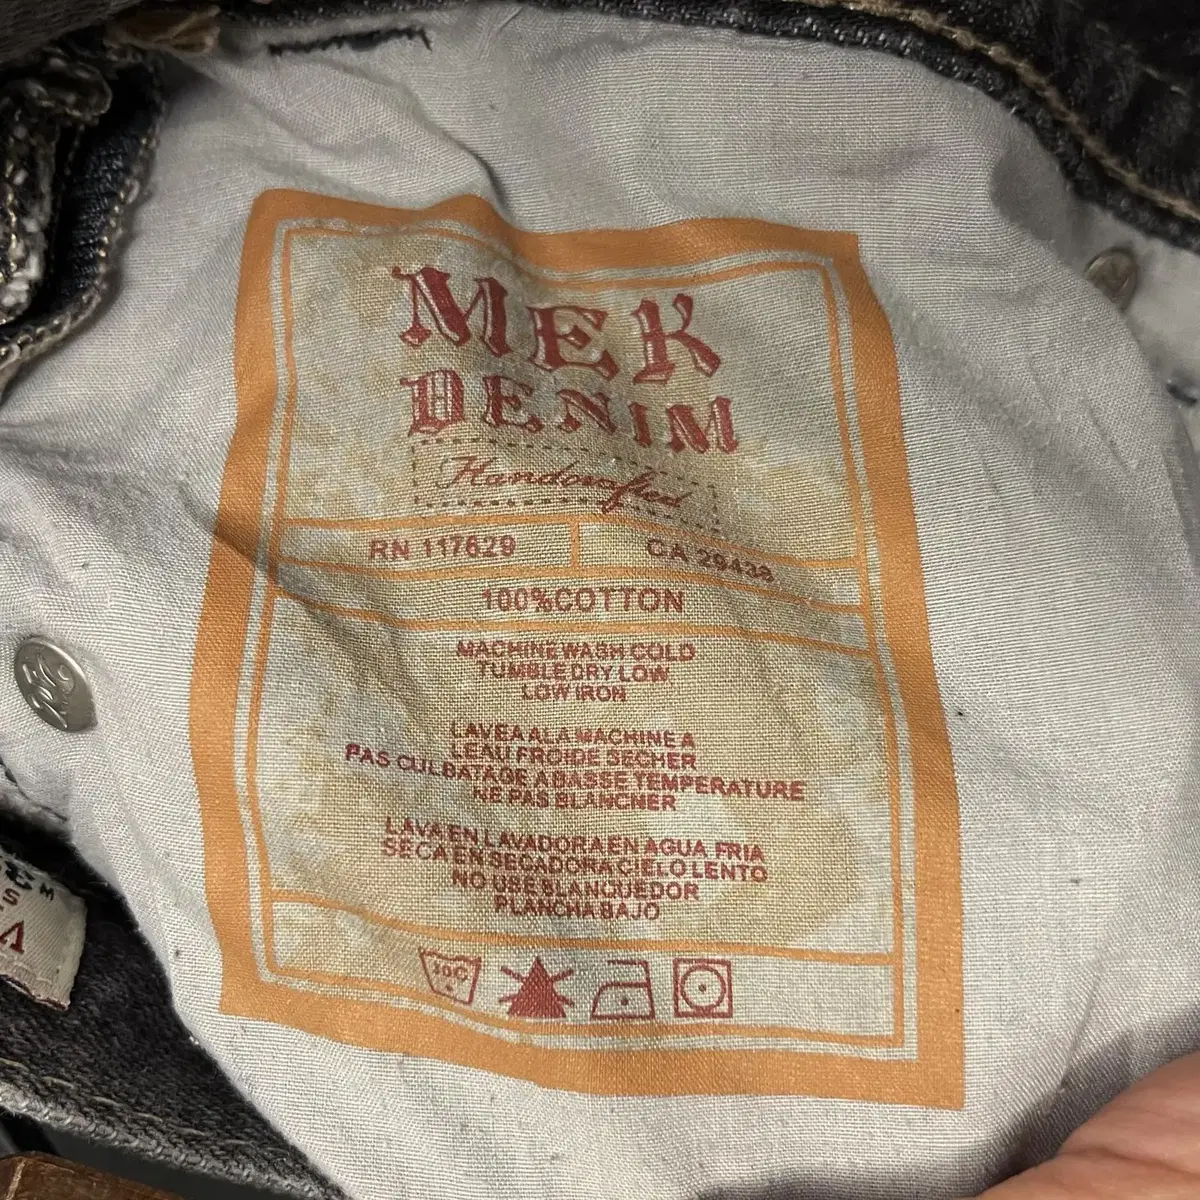 MEK
DENIM
Handcrafted
RN 117629 CA 29438
100%COTTON
MACHINE WASH COLD
TUMBLE DRY LOW
LOW IRON
LAVEA ALA MACHINE A
LEAU FROIDE SECHER
PAS CULBATAGE A BASSE TEMPERATURE
NE PAS BLANCNER
LAVA EN LAVADORA EN AGUA FRIA
SECA EN SECADORA CIELO LENTO
NO USE BLANQUEDOR
PLANCHA BAJO
30C